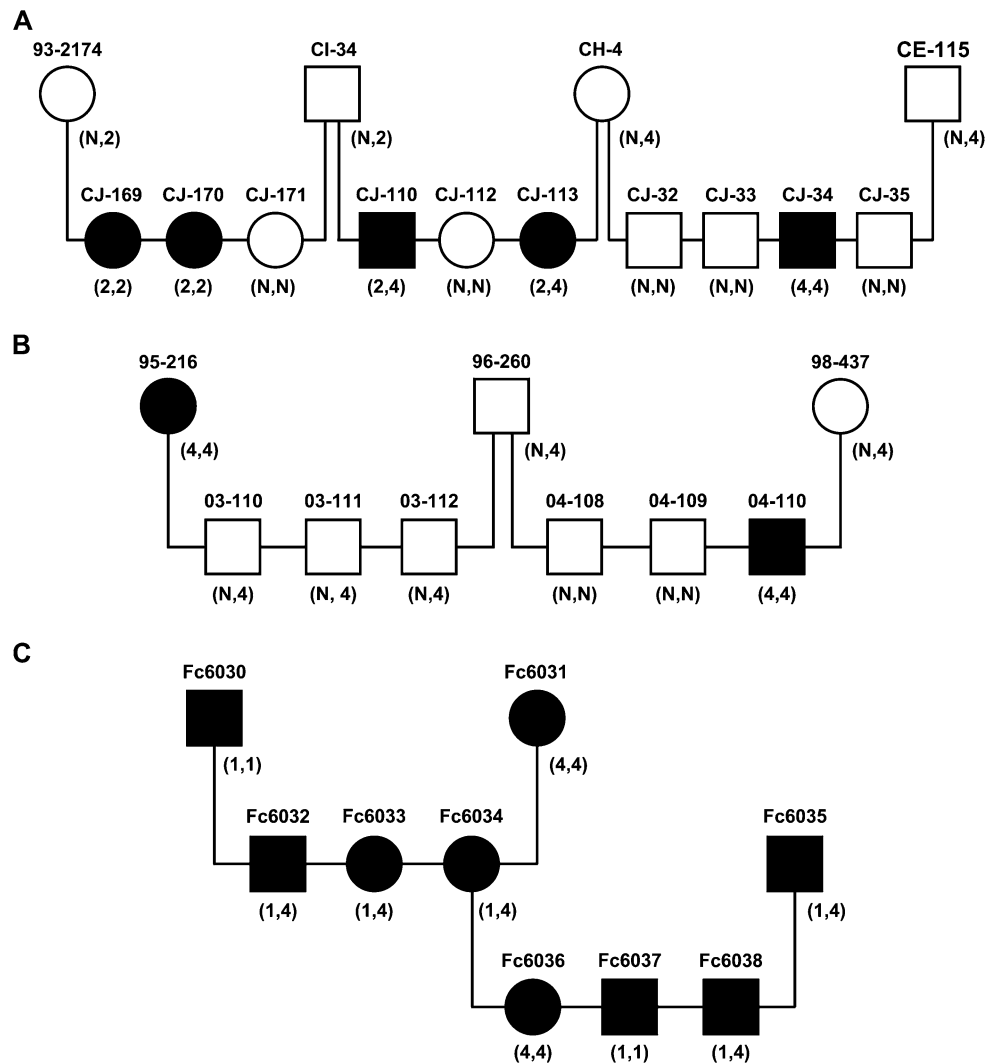 A
93-2174 CI-34 CH-4 CE-115
(N,2) (N,2) (N,4) (N,4)
CJ-169 CJ-170 CJ-171 CJ-110 CJ-112 CJ-113 CJ-32 CJ-33 CJ-34 CJ-35
(2,2) (2,2) (N,N) (2,4) (N,N) (2,4) (N,N) (N,N) (4,4) (N,N)
B
95-216 96-260 98-437
(4,4) (N,4) (N,4)
03-110 03-111 03-112 04-108 04-109 04-110
(N,4) (N, 4) (N,4) (N,N) (N,N) (4,4)
C
Fc6030 Fc6031
(1,1) (4,4)
Fc6032 Fc6033 Fc6034 Fc6035
(1,4) (1,4) (1,4) (1,4)
Fc6036 Fc6037 Fc6038
(4,4) (1,1) (1,4)